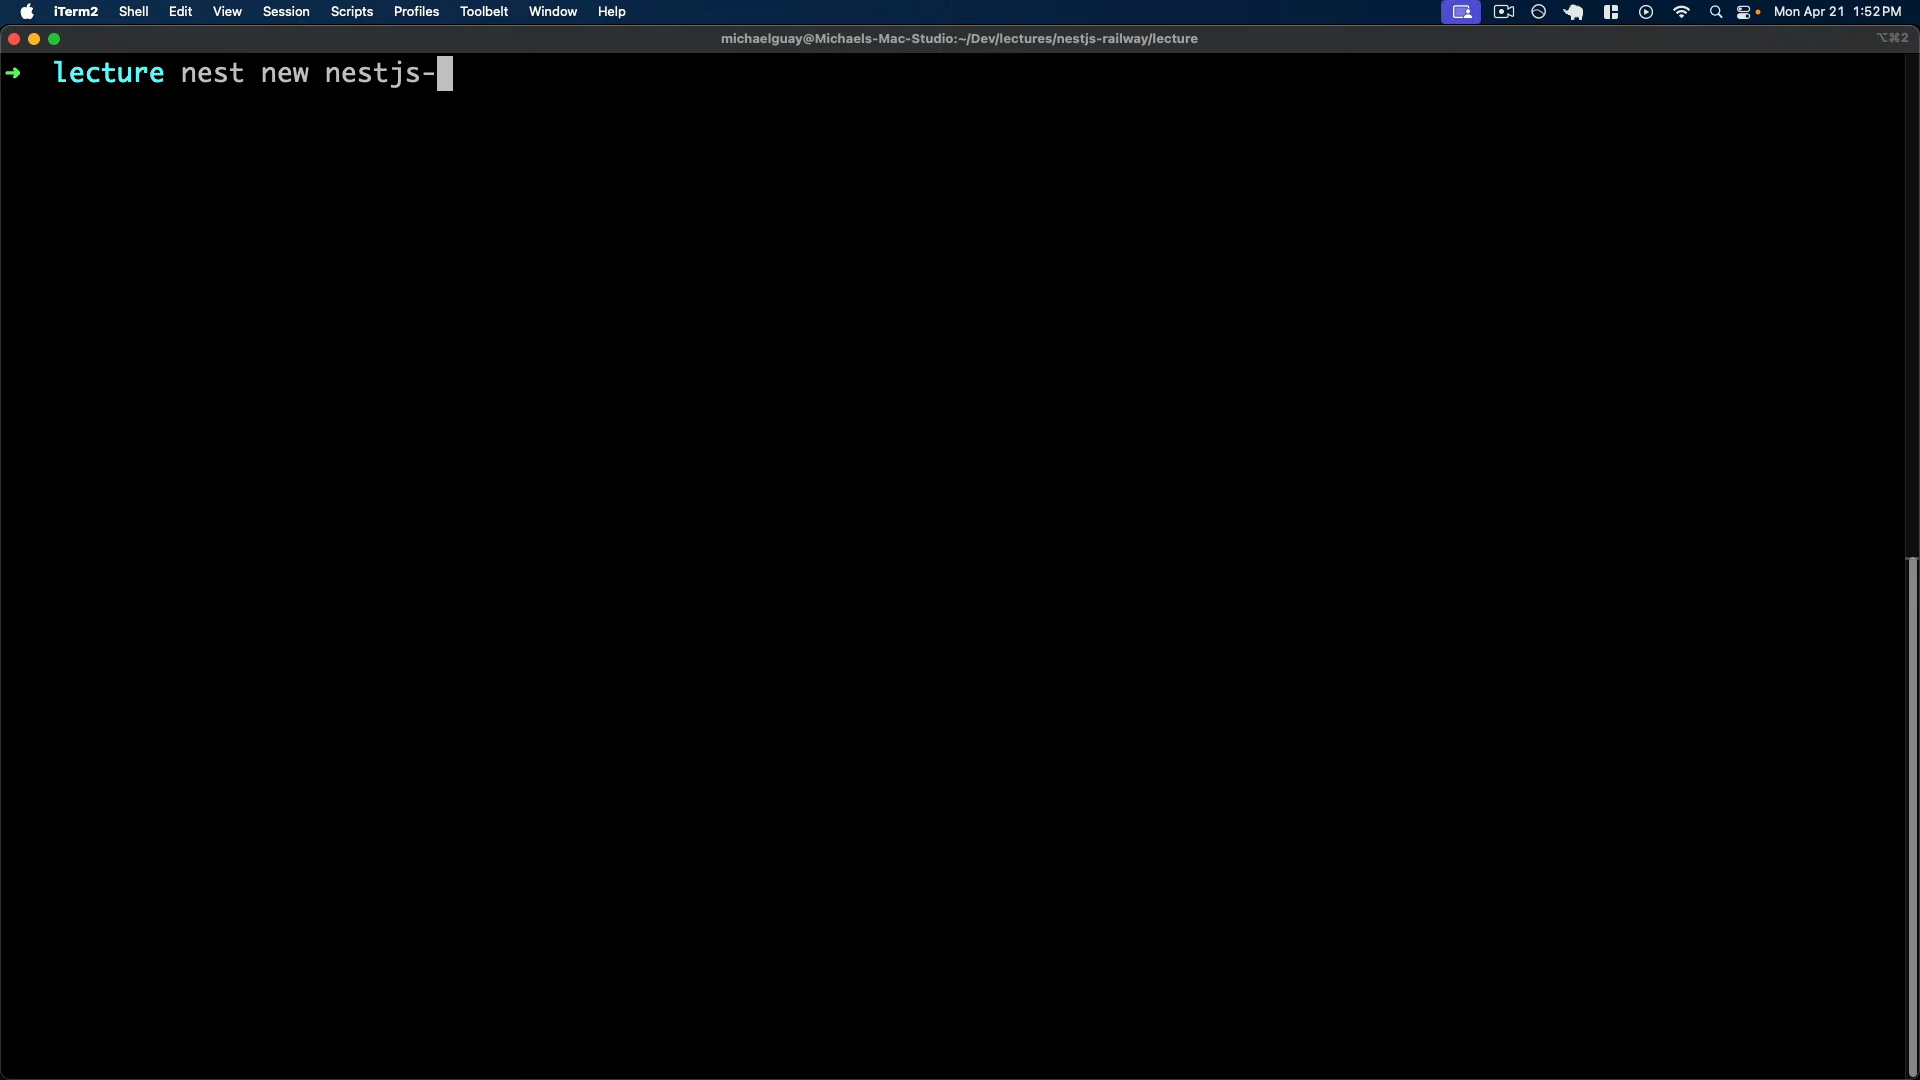 iTerm2 Shell Edit View Session Scripts Profiles Toolbelt Window Help Mon Apr 21 1:52 PM
michaelguay@Michaels-Mac-Studio:~/Dev/lectures/nestjs-railway/lecture ⌥⌘2
➜ lecture nest new nestjs-